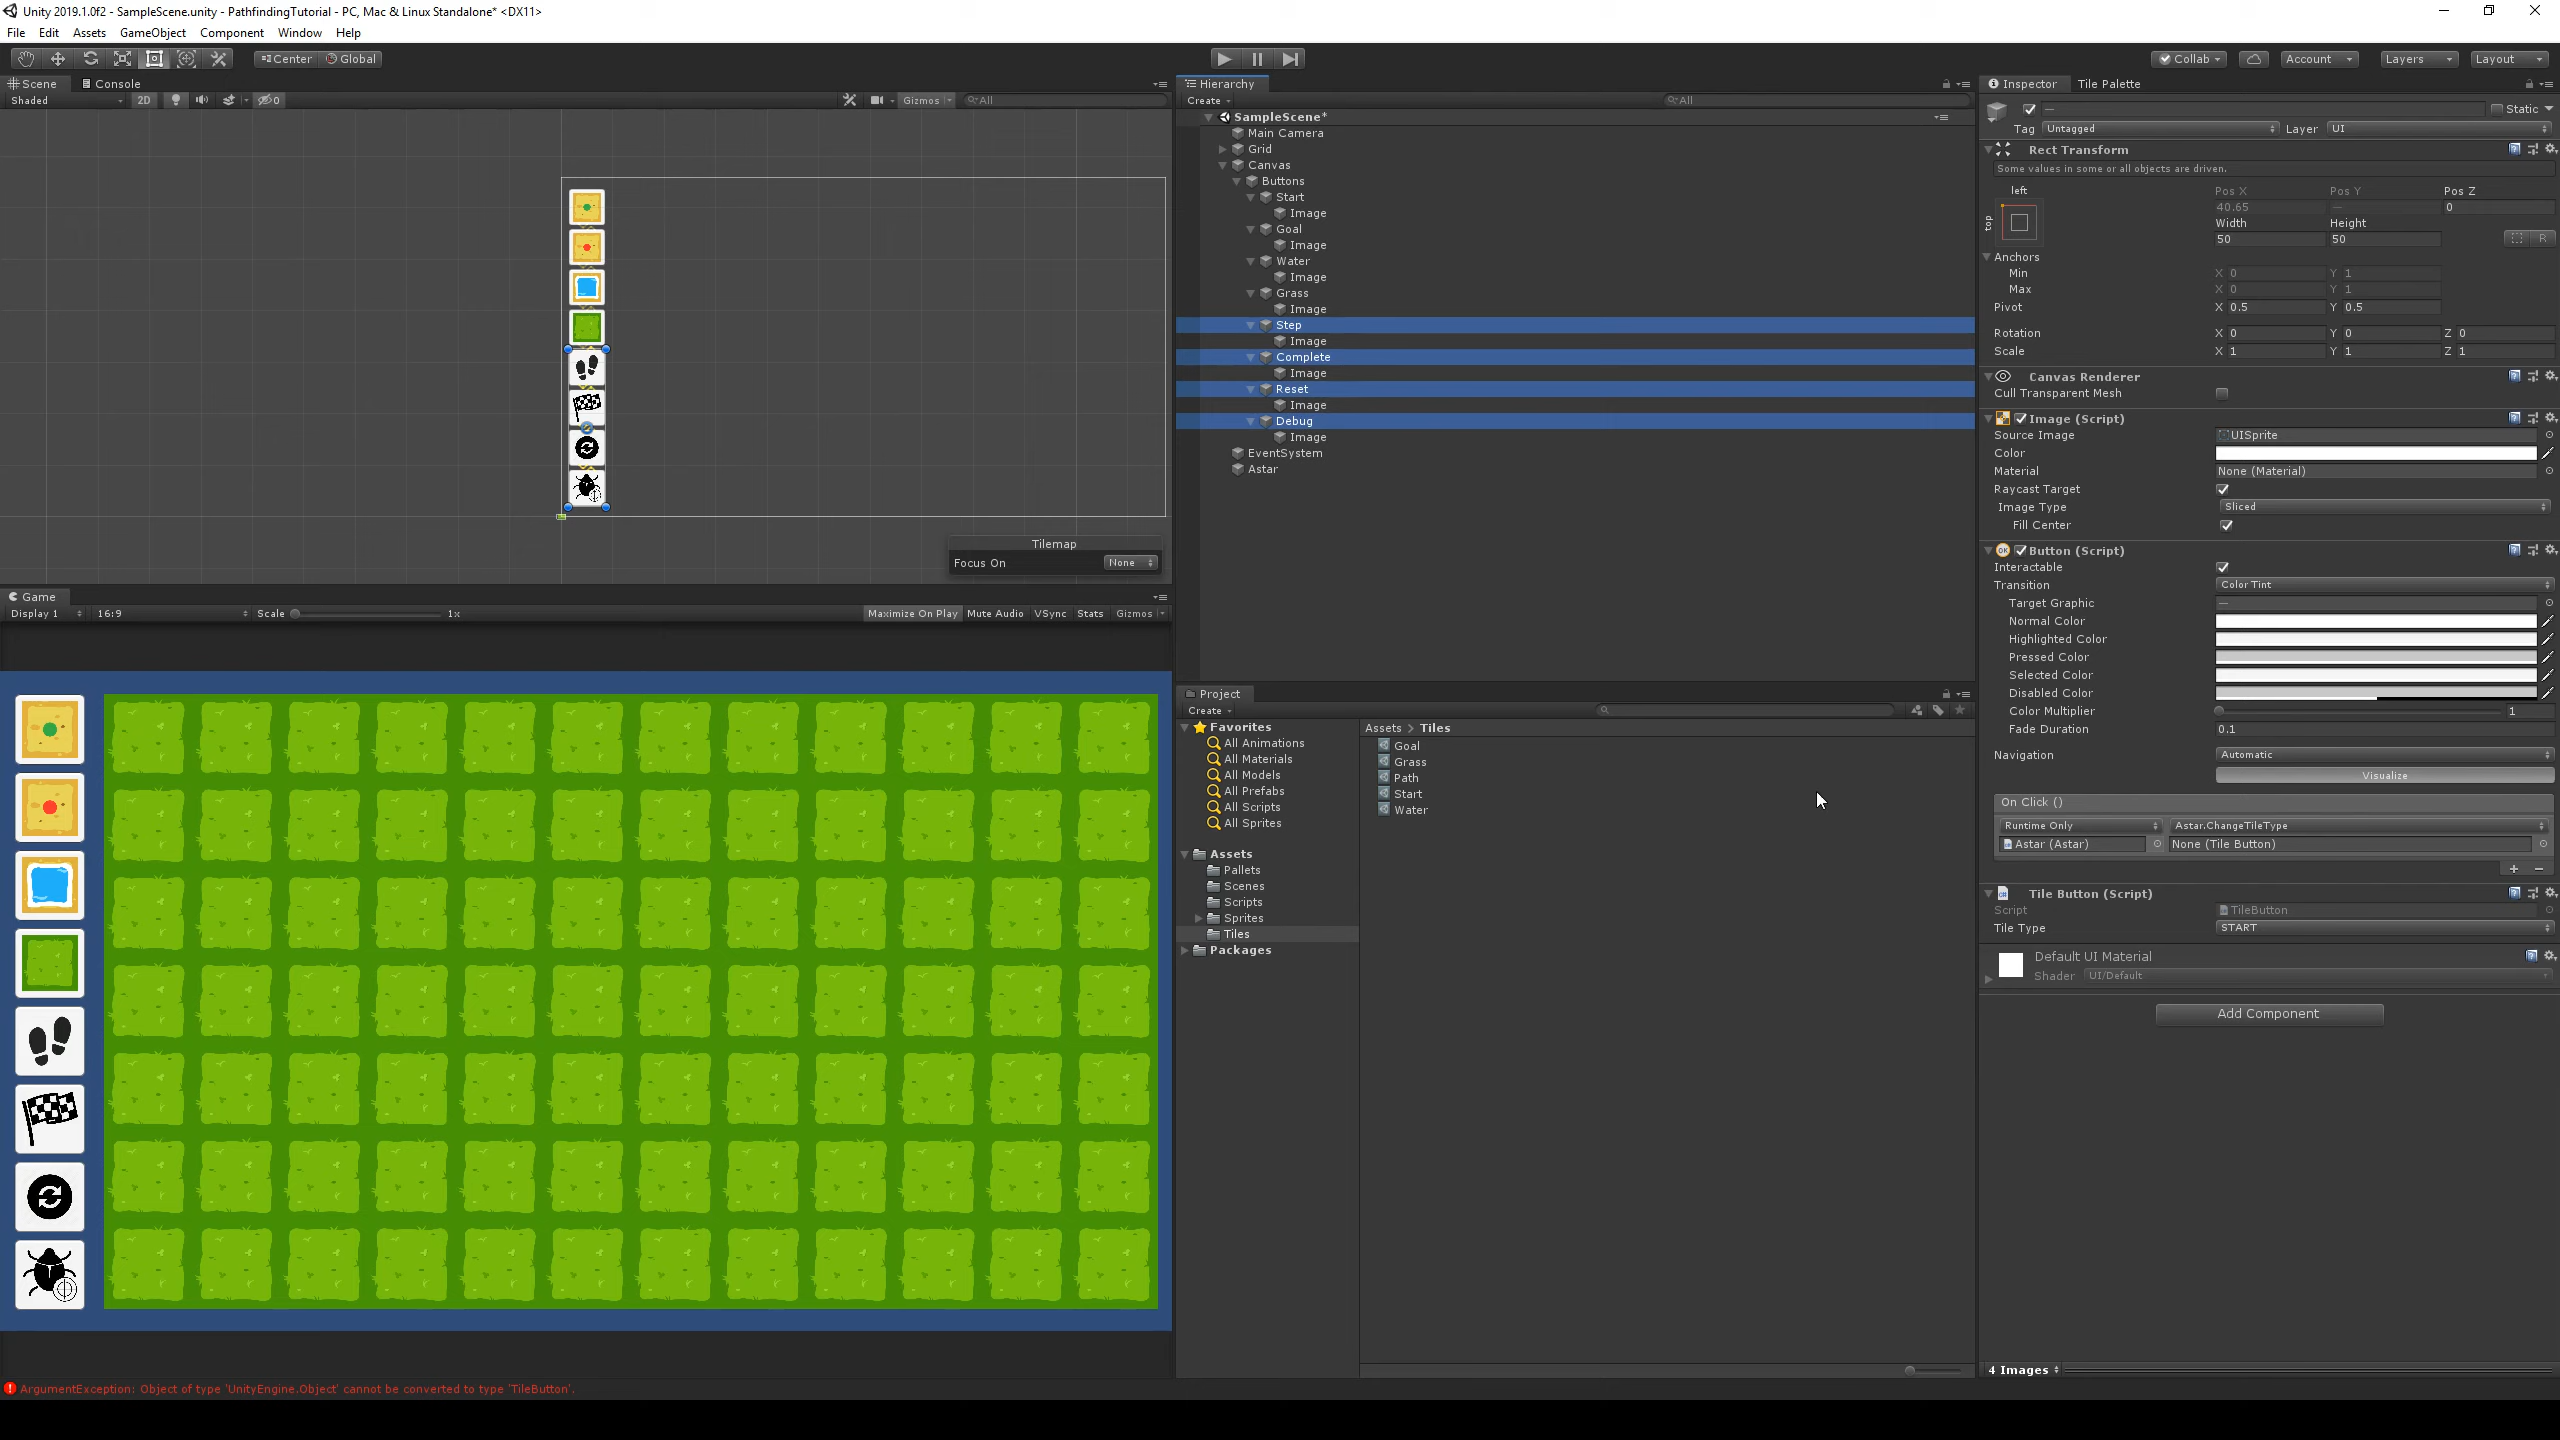 Unity 2019.1.0f2 - SampleScene.unity - PathfindingTutorial - PC, Mac & Linux Standalone* <DX11>
File Edit Assets GameObject Component Window Help
Center Global
Collab Account Layers Layout
Scene Console
Shaded 2D 0 Gizmos All
Tilemap
Focus On None
Game
Display 1 16:9 Scale 1x Maximize On Play Mute Audio VSync Stats Gizmos
Hierarchy
Create All
SampleScene*
Main Camera
Grid
Canvas
Buttons
Start
Image
Goal
Image
Water
Image
Grass
Image
Step
Image
Complete
Image
Reset
Image
Debug
Image
EventSystem
Astar
Project
Create
Favorites
All Animations
All Materials
All Models
All Prefabs
All Scripts
All Sprites
Assets
Pallets
Scenes
Scripts
Sprites
Tiles
Packages
Assets > Tiles
Goal
Grass
Path
Start
Water
Inspector Tile Palette
— Static
Tag Untagged Layer UI
Rect Transform
Some values in some or all objects are driven.
left Pos X Pos Y Pos Z
top 40.65 — 0
Width Height
50 50 R
Anchors
Min X 0 Y 1
Max X 0 Y 1
Pivot X 0.5 Y 0.5
Rotation X 0 Y 0 Z 0
Scale X 1 Y 1 Z 1
Canvas Renderer
Cull Transparent Mesh
Image (Script)
Source Image UISprite
Color
Material None (Material)
Raycast Target
Image Type Sliced
Fill Center
OK Button (Script)
Interactable
Transition Color Tint
Target Graphic —
Normal Color
Highlighted Color
Pressed Color
Selected Color
Disabled Color
Color Multiplier 1
Fade Duration 0.1
Navigation Automatic
Visualize
On Click ()
Runtime Only Astar.ChangeTileType
Astar (Astar) None (Tile Button)
Tile Button (Script)
Script TileButton
Tile Type START
Default UI Material
Shader UI/Default
Add Component
4 Images
ArgumentException: Object of type 'UnityEngine.Object' cannot be converted to type 'TileButton'.